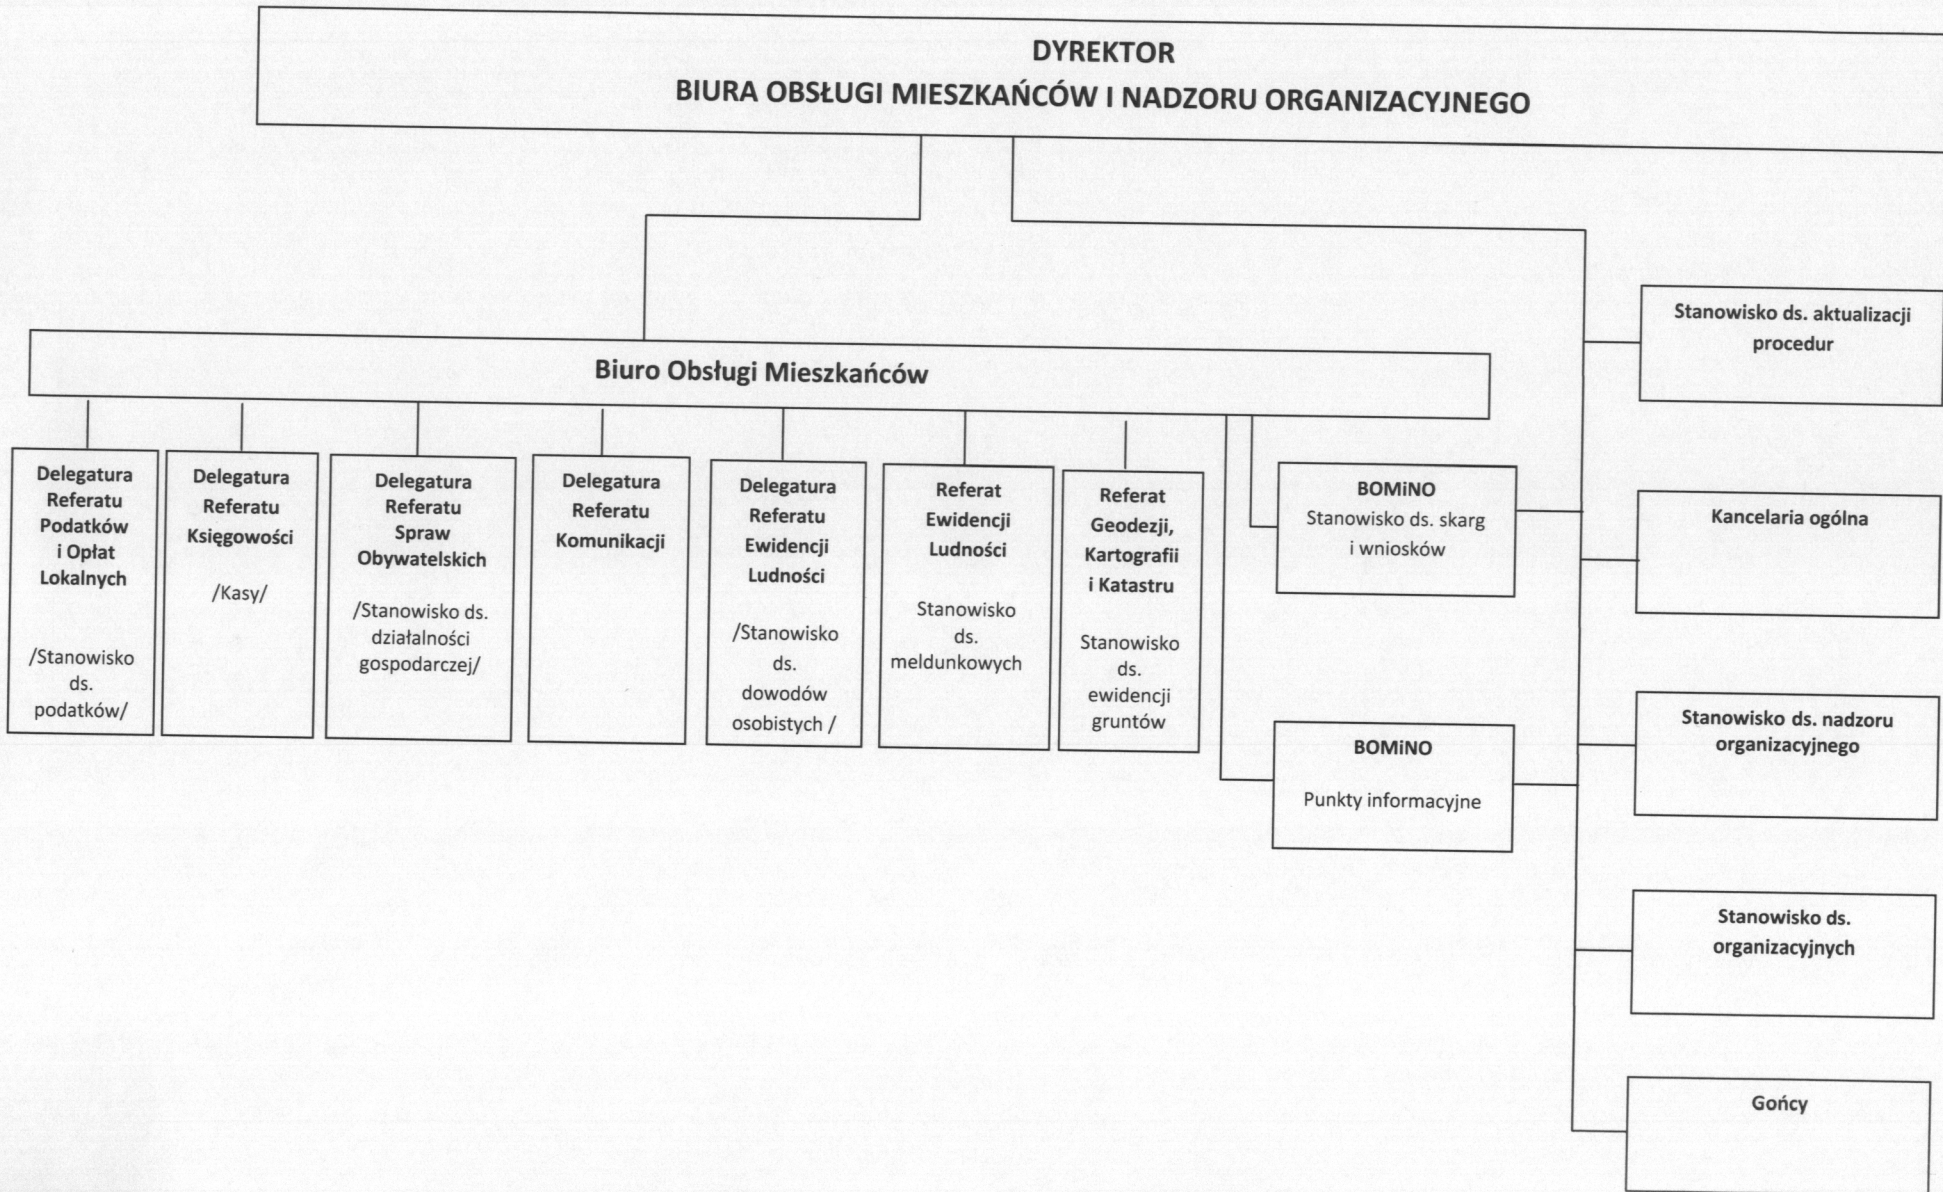 DYREKTOR
BIURA OBSŁUGI MIESZKAŃCÓW I NADZORU ORGANIZACYJNEGO
Biuro Obsługi Mieszkańców
Delegatura
Referatu
Podatków
i Opłat
Lokalnych
/Stanowisko
ds.
podatków/
Delegatura
Referatu
Księgowości
/Kasy/
Delegatura
Referatu
Spraw
Obywatelskich
/Stanowisko ds.
działalności
gospodarczej/
Delegatura
Referatu
Komunikacji
Delegatura
Referatu
Ewidencji
Ludności
/Stanowisko
ds.
dowodów
osobistych /
Referat
Ewidencji
Ludności
Stanowisko
ds.
meldunkowych
Referat
Geodezji,
Kartografii
i Katastru
Stanowisko
ds.
ewidencji
gruntów
BOMiNO
Stanowisko ds. skarg
i wniosków
BOMiNO
Punkty informacyjne
Stanowisko ds. aktualizacji
procedur
Kancelaria ogólna
Stanowisko ds. nadzoru
organizacyjnego
Stanowisko ds.
organizacyjnych
Gońcy